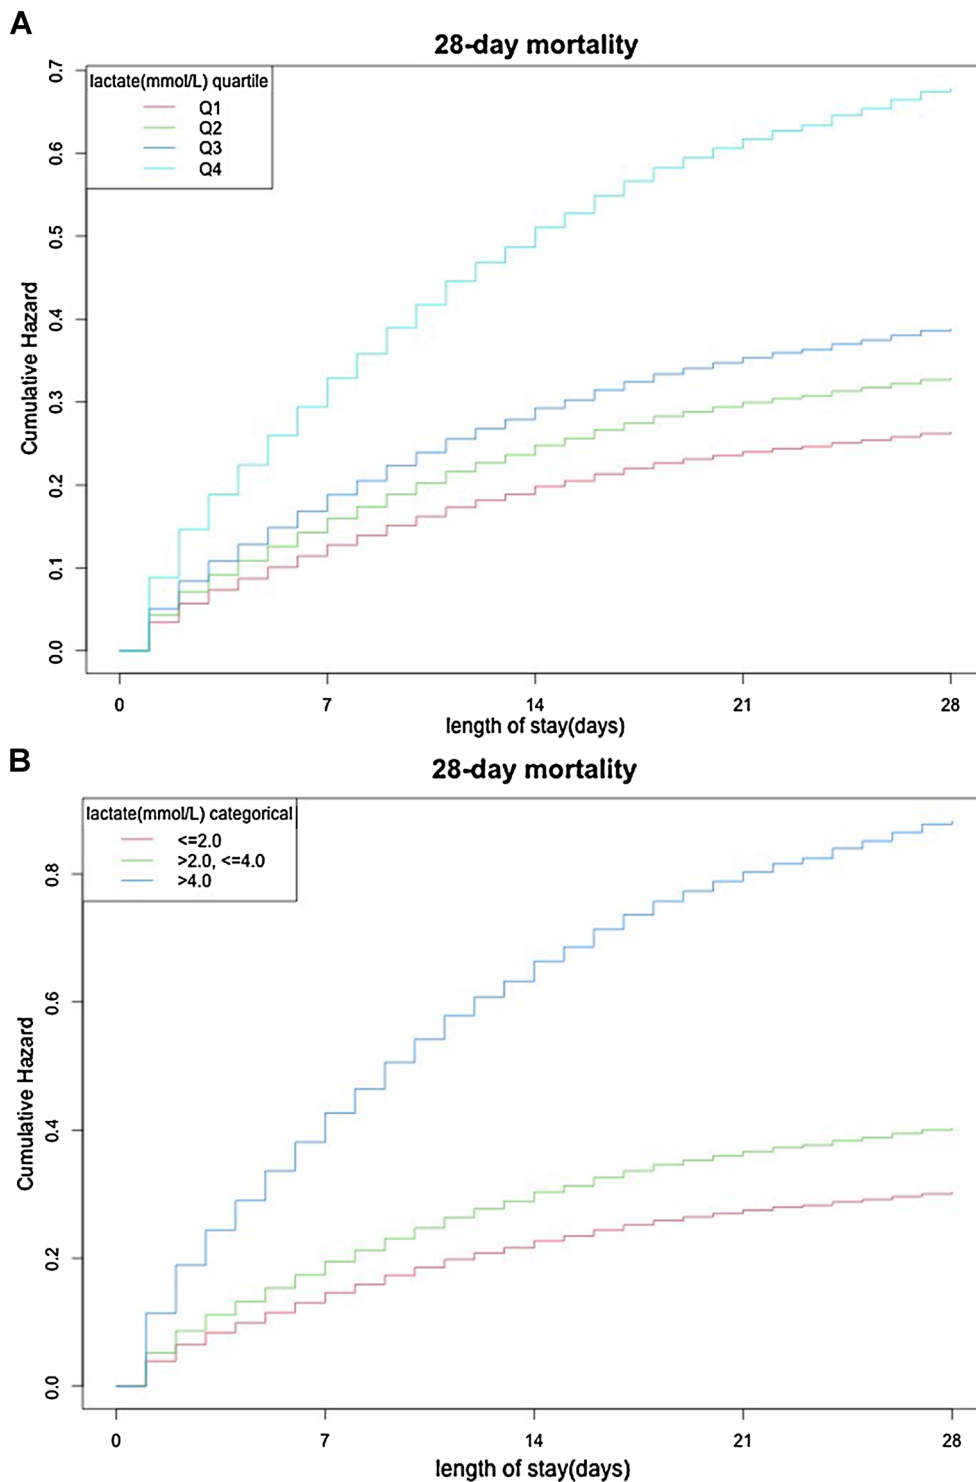 A
28-day mortality
lactate(mmol/L) quartile
Q1
Q2
Q3
Q4
Cumulative Hazard
0.7
0.6
0.5
0.4
0.3
0.2
0.1
0.0
0 7 14 21 28
length of stay(days)
B
28-day mortality
lactate(mmol/L) categorical
<=2.0
>2.0, <=4.0
>4.0
Cumulative Hazard
0.8
0.6
0.4
0.2
0.0
0 7 14 21 28
length of stay(days)